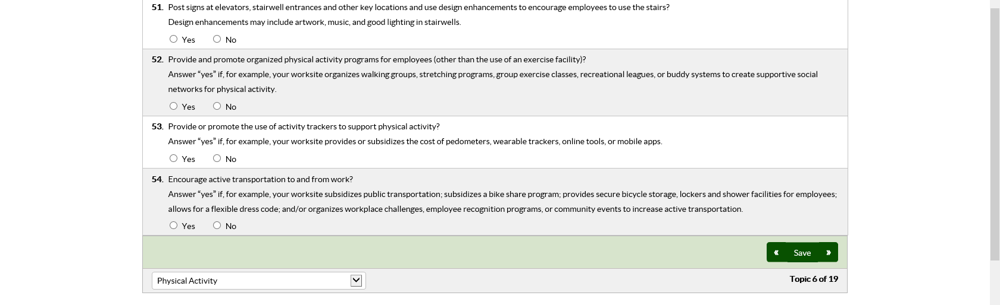 51. Post signs at elevators, stairwell entrances and other key locations and use design enhancements to encourage employees to use the stairs?
Design enhancements may include artwork, music, and good lighting in stairwells.
Yes No
52. Provide and promote organized physical activity programs for employees (other than the use of an exercise facility)?
Answer “yes” if, for example, your worksite organizes walking groups, stretching programs, group exercise classes, recreational leagues, or buddy systems to create supportive social
networks for physical activity.
Yes No
53. Provide or promote the use of activity trackers to support physical activity?
Answer “yes” if, for example, your worksite provides or subsidizes the cost of pedometers, wearable trackers, online tools, or mobile apps.
Yes No
54. Encourage active transportation to and from work?
Answer “yes” if, for example, your worksite subsidizes public transportation; subsidizes a bike share program; provides secure bicycle storage, lockers and shower facilities for employees;
allows for a flexible dress code; and/or organizes workplace challenges, employee recognition programs, or community events to increase active transportation.
Yes No
« Save »
Physical Activity Topic 6 of 19